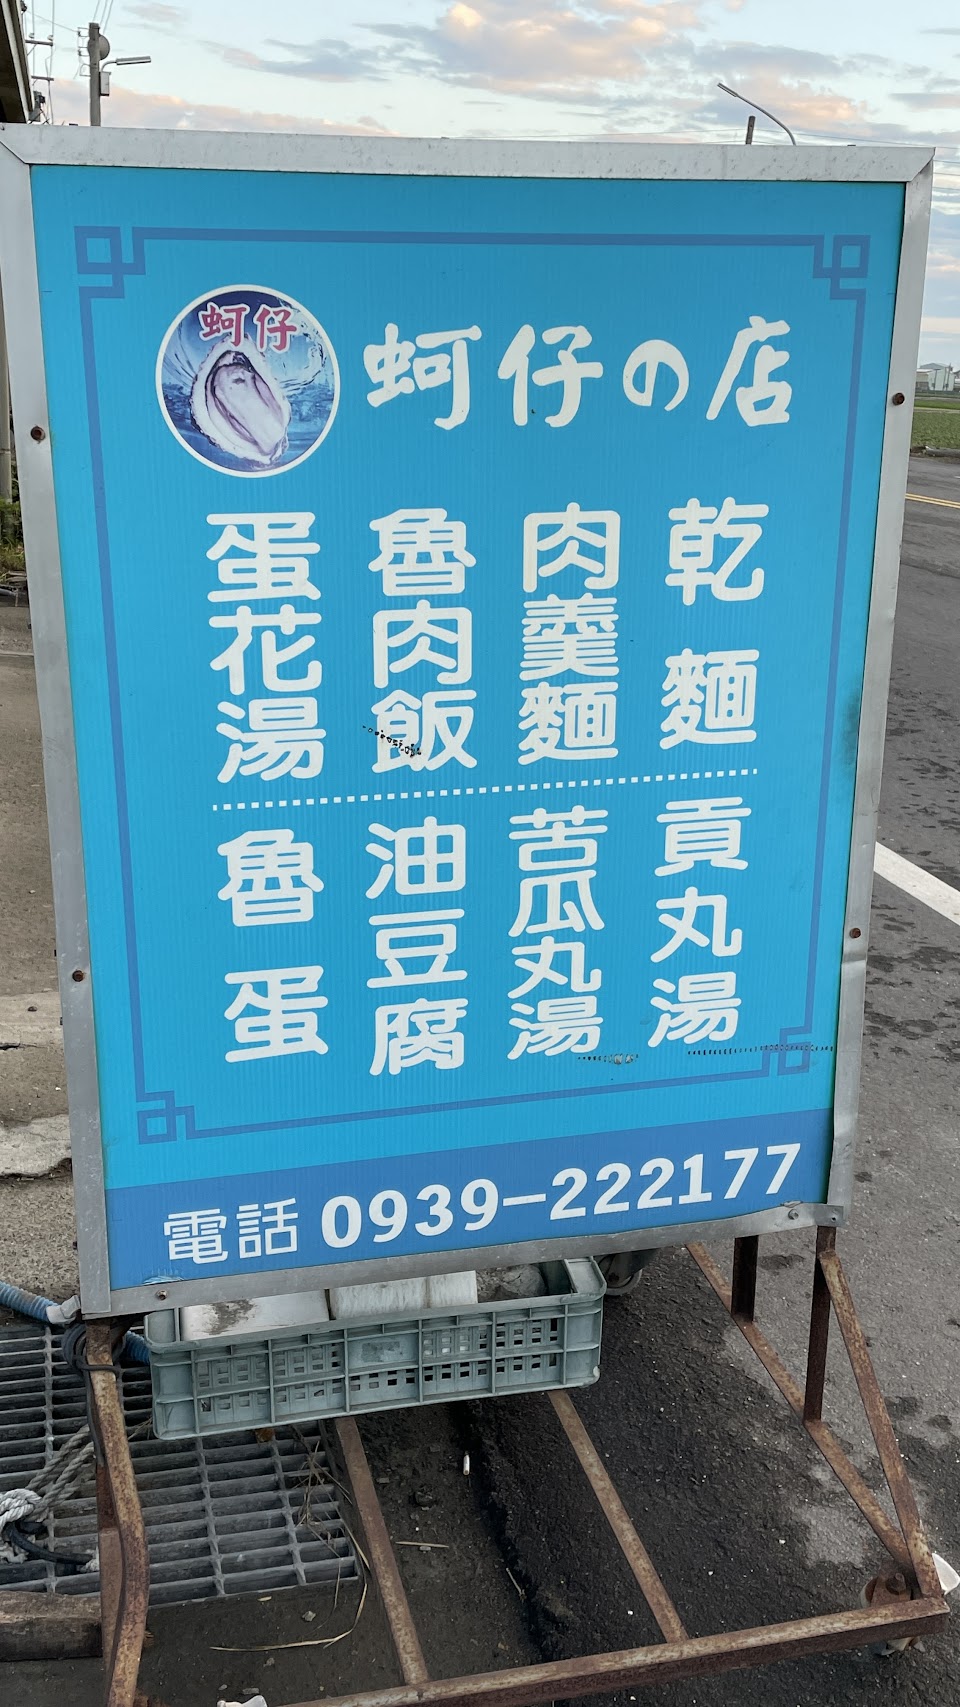 蚵仔
蚵仔の店
乾麵
肉羹麵
魯肉飯
蛋花湯
貢丸湯
苦瓜丸湯
油豆腐
魯蛋
電話 0939-222177